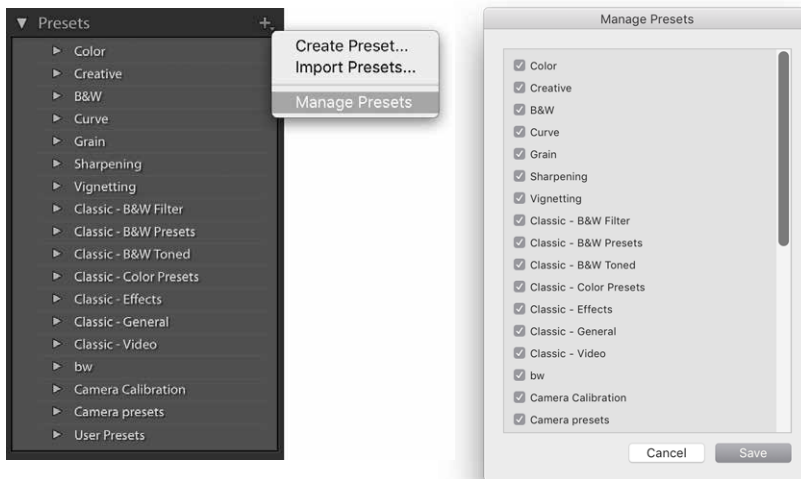 Presets
Color
Creative
B&W
Curve
Grain
Sharpening
Vignetting
Classic - B&W Filter
Classic - B&W Presets
Classic - B&W Toned
Classic - Color Presets
Classic - Effects
Classic - General
Classic - Video
bw
Camera Calibration
Camera presets
User Presets
Create Preset...
Import Presets...
Manage Presets
Manage Presets
Color
Creative
B&W
Curve
Grain
Sharpening
Vignetting
Classic - B&W Filter
Classic - B&W Presets
Classic - B&W Toned
Classic - Color Presets
Classic - Effects
Classic - General
Classic - Video
bw
Camera Calibration
Camera presets
Cancel Save